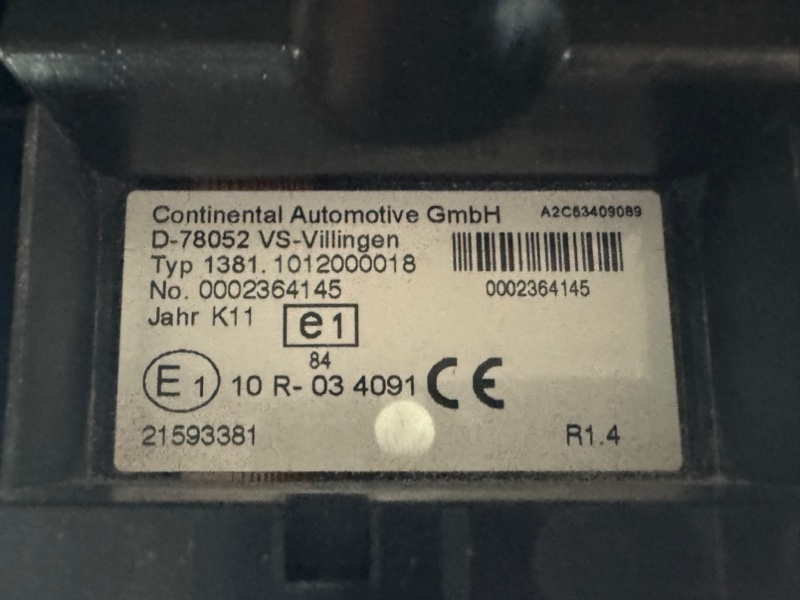 Continental Automotive GmbH A2C53409089
D-78052 VS-Villingen
Typ 1381.1012000018
No. 0002364145 0002364145
Jahr K11 e1
84
E1 10 R- 03 4091 CE
21593381 R1.4